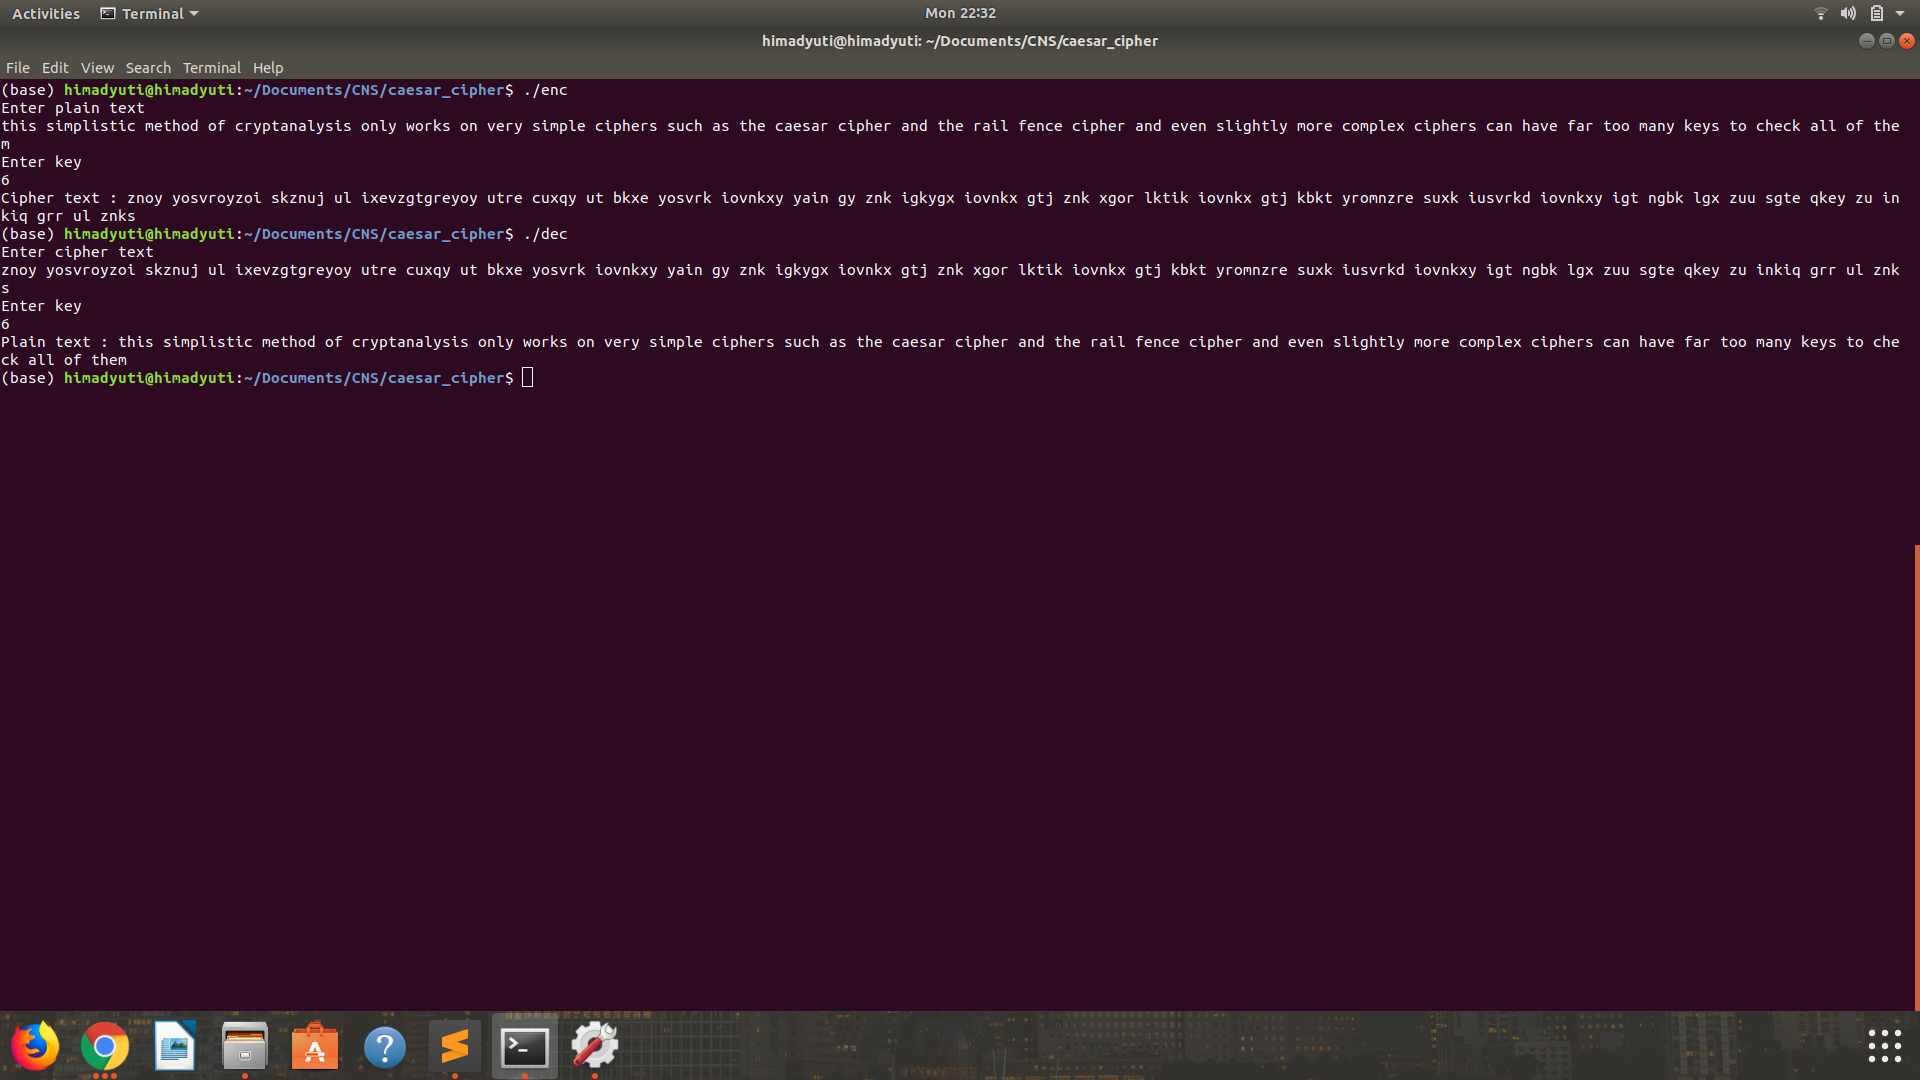 Activities Terminal Mon 22:32
himadyuti@himadyuti: ~/Documents/CNS/caesar_cipher
File Edit View Search Terminal Help
(base) himadyuti@himadyuti:~/Documents/CNS/caesar_cipher$ ./enc
Enter plain text
this simplistic method of cryptanalysis only works on very simple ciphers such as the caesar cipher and the rail fence cipher and even slightly more complex ciphers can have far too many keys to check all of the
m
Enter key
6
Cipher text : znoy yosvroyzoi skznuj ul ixevzgtgreyoy utre cuxqy ut bkxe yosvrk iovnkxy yain gy znk igkygx iovnkx gtj znk xgor lktik iovnkx gtj kbkt yromnzre suxk iusvrkd iovnkxy igt ngbk lgx zuu sgte qkey zu in
kiq grr ul znks
(base) himadyuti@himadyuti:~/Documents/CNS/caesar_cipher$ ./dec
Enter cipher text
znoy yosvroyzoi skznuj ul ixevzgtgreyoy utre cuxqy ut bkxe yosvrk iovnkxy yain gy znk igkygx iovnkx gtj znk xgor lktik iovnkx gtj kbkt yromnzre suxk iusvrkd iovnkxy igt ngbk lgx zuu sgte qkey zu inkiq grr ul znk
s
Enter key
6
Plain text : this simplistic method of cryptanalysis only works on very simple ciphers such as the caesar cipher and the rail fence cipher and even slightly more complex ciphers can have far too many keys to che
ck all of them
(base) himadyuti@himadyuti:~/Documents/CNS/caesar_cipher$